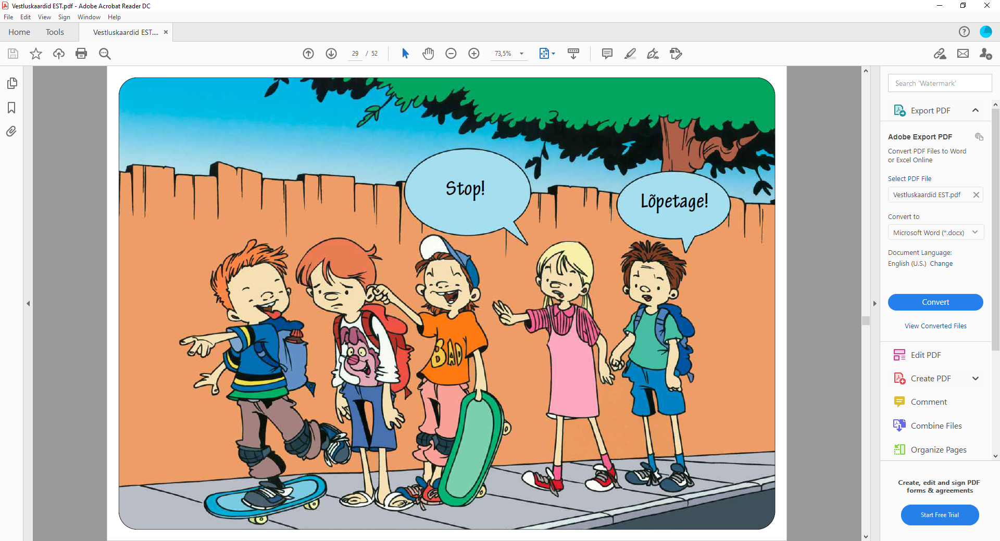 Vestluskaardid EST.pdf - Adobe Acrobat Reader DC
File Edit View Sign Window Help
Home Tools Vestluskaardid EST....
29 / 52 73,5%
Search 'Watermark'
Export PDF
Adobe Export PDF
Convert PDF Files to Word
or Excel Online
Select PDF File
Vestluskaardid EST.pdf
Convert to
Microsoft Word (*.docx)
Document Language:
English (U.S.) Change
Convert
View Converted Files
Edit PDF
Create PDF
Comment
Combine Files
Organize Pages
Create, edit and sign PDF
forms & agreements
Start Free Trial
Stop!
Lõpetage!
BAD